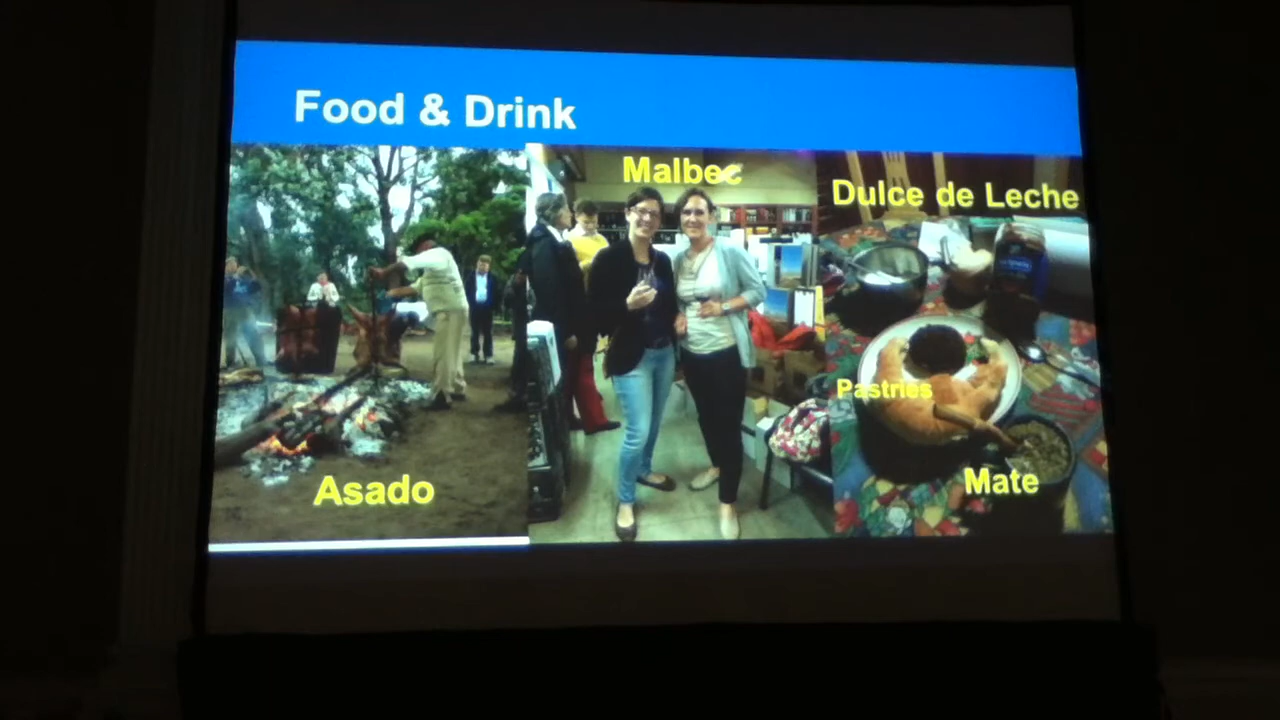 Food & Drink
Malbec
Dulce de Leche
Pastries
Mate
Asado